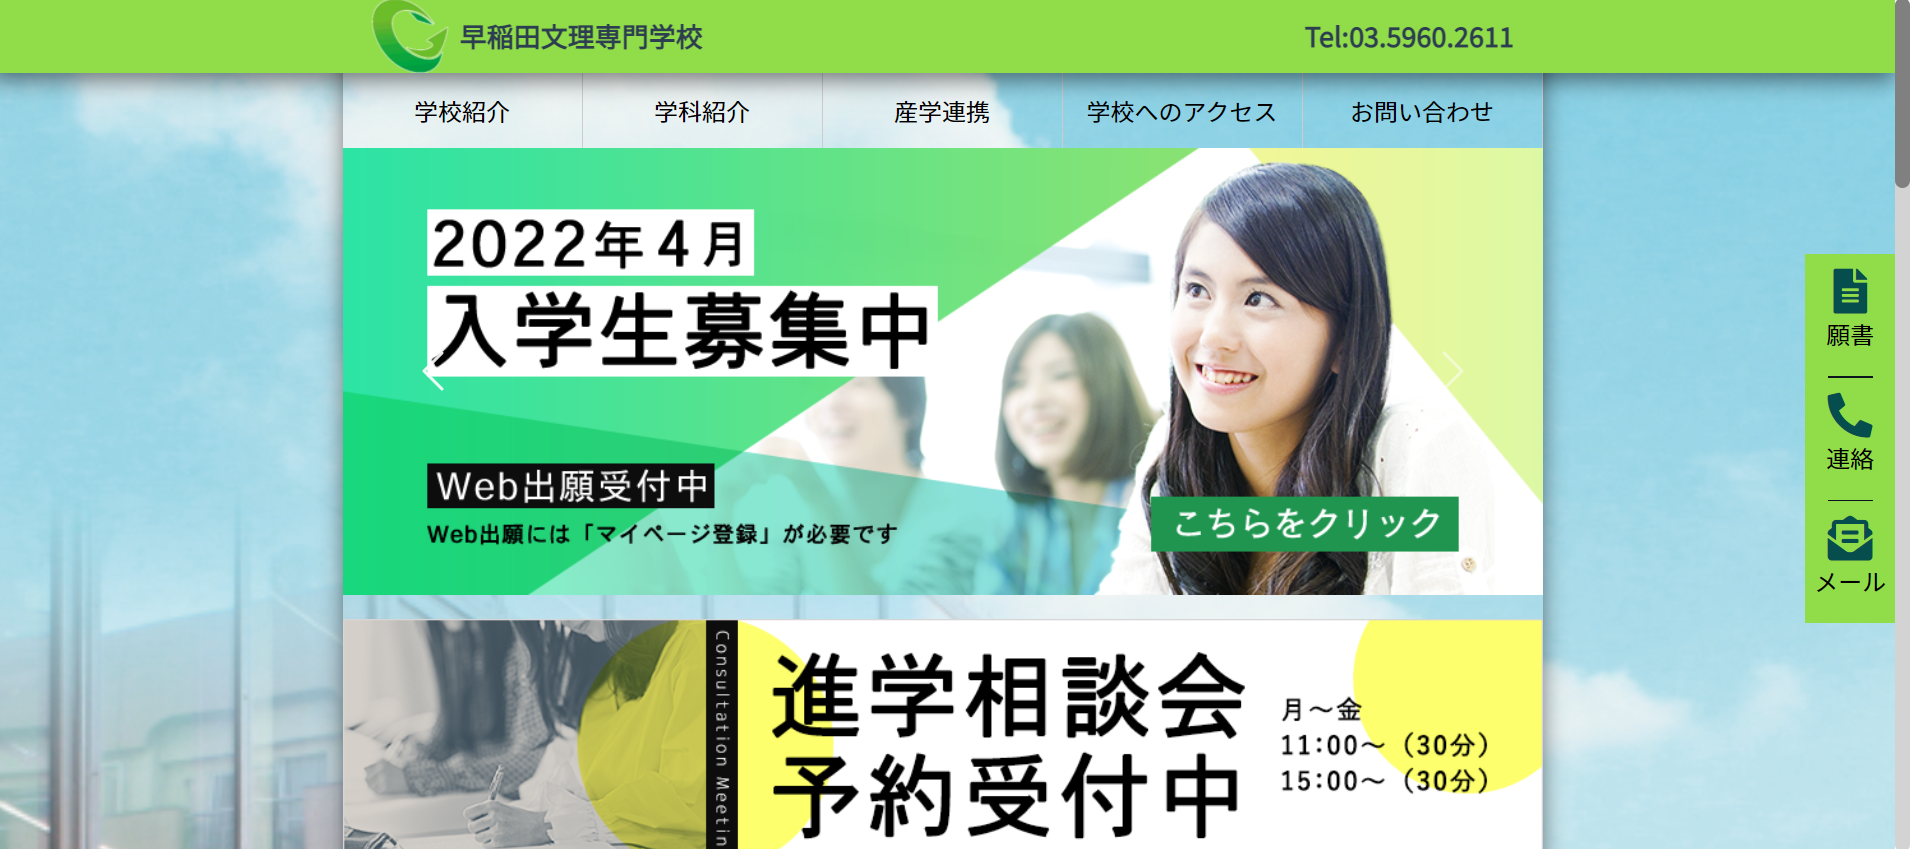 早稲田文理専門学校
Tel:03.5960.2611
学校紹介
学科紹介
産学連携
学校へのアクセス
お問い合わせ
2022年4月
入学生募集中
Web出願受付中
Web出願には「マイページ登録」が必要です
こちらをクリック
願書
連絡
メール
Consultation Meetin
進学相談会
予約受付中
月～金
11:00～（30分）
15:00～（30分）